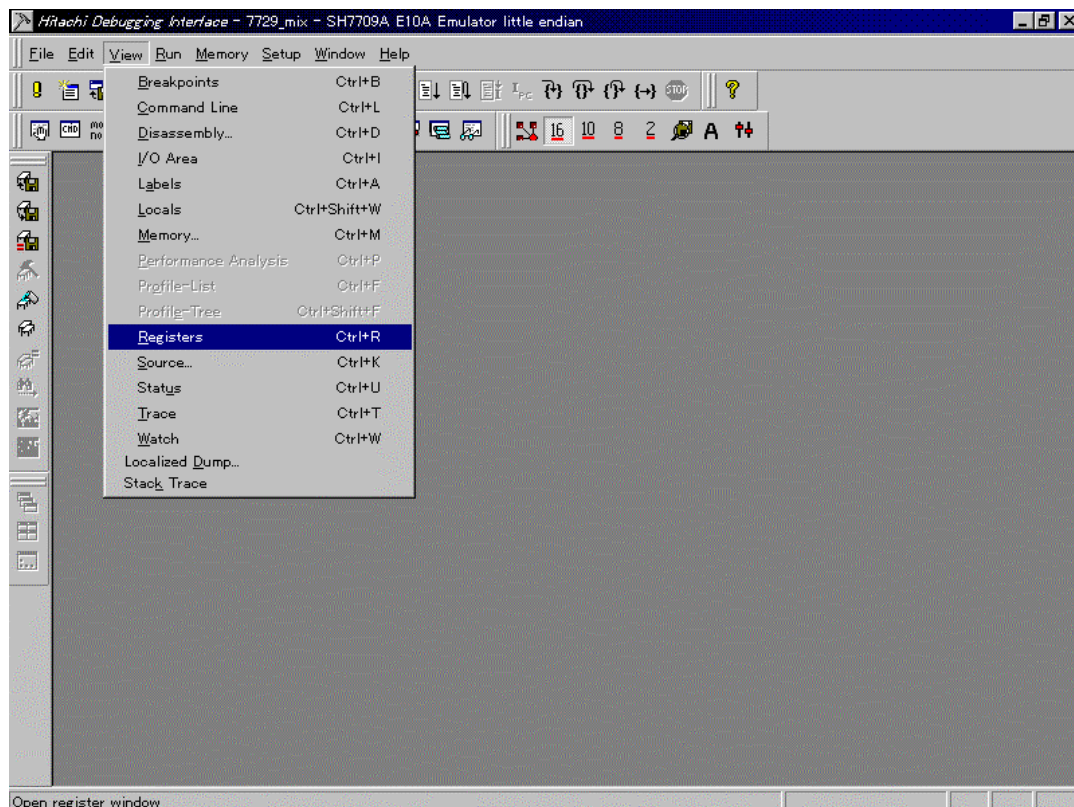 Hitachi Debugging Interface - 7729_mix - SH7709A E10A Emulator little endian
File Edit View Run Memory Setup Window Help
Breakpoints Ctrl+B
Command Line Ctrl+L
Disassembly... Ctrl+D
I/O Area Ctrl+I
Labels Ctrl+A
Locals Ctrl+Shift+W
Memory... Ctrl+M
Performance Analysis Ctrl+P
Profile-List Ctrl+F
Profile-Tree Ctrl+Shift+F
Registers Ctrl+R
Source... Ctrl+K
Status Ctrl+U
Trace Ctrl+T
Watch Ctrl+W
Localized Dump...
Stack Trace
IPC STOP ?
CMD 16 10 8 2 A
Open register window